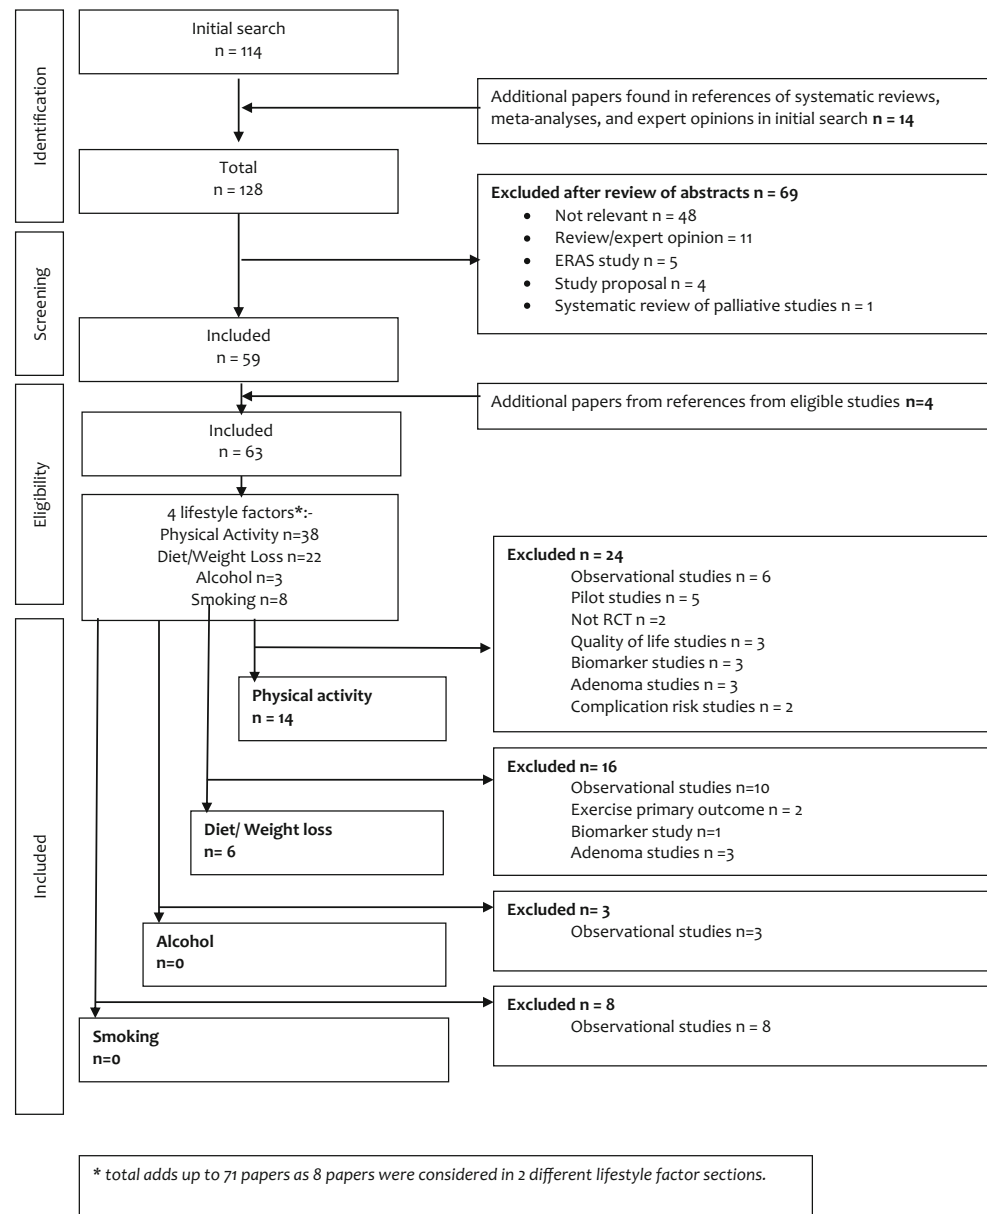 Identification
Initial search
n = 114
Additional papers found in references of systematic reviews,
meta-analyses, and expert opinions in initial search n = 14
Total
n = 128
Excluded after review of abstracts n = 69
• Not relevant n = 48
• Review/expert opinion = 11
• ERAS study n = 5
• Study proposal n = 4
• Systematic review of palliative studies n = 1
Screening
Included
n = 59
Eligibility
Additional papers from references from eligible studies n=4
Included
n = 63
4 lifestyle factors*:-
Physical Activity n=38
Diet/Weight Loss n=22
Alcohol n=3
Smoking n=8
Excluded n = 24
Observational studies n = 6
Pilot studies n = 5
Not RCT n =2
Quality of life studies n = 3
Biomarker studies n = 3
Adenoma studies n = 3
Complication risk studies n = 2
Included
Physical activity
n = 14
Excluded n= 16
Observational studies n=10
Exercise primary outcome n = 2
Biomarker study n=1
Adenoma studies n =3
Diet/ Weight loss
n= 6
Excluded n= 3
Observational studies n=3
Alcohol
n=0
Excluded n = 8
Observational studies n = 8
Smoking
n=0
* total adds up to 71 papers as 8 papers were considered in 2 different lifestyle factor sections.